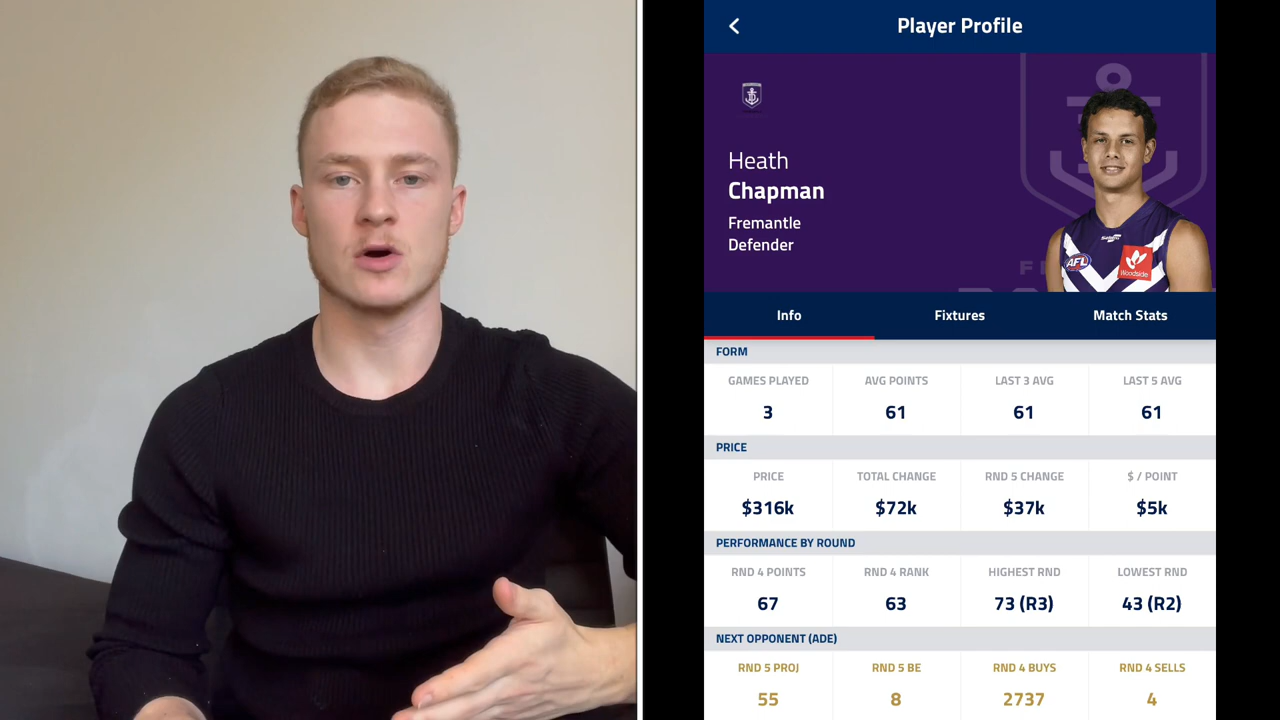 Player Profile
Heath
Chapman
Fremantle
Defender
AFL
Woodside
Info Fixtures Match Stats
FORM
GAMES PLAYED AVG POINTS LAST 3 AVG LAST 5 AVG
3 61 61 61
PRICE
PRICE TOTAL CHANGE RND 5 CHANGE $ / POINT
$316k $72k $37k $5k
PERFORMANCE BY ROUND
RND 4 POINTS RND 4 RANK HIGHEST RND LOWEST RND
67 63 73 (R3) 43 (R2)
NEXT OPPONENT (ADE)
RND 5 PROJ RND 5 BE RND 4 BUYS RND 4 SELLS
55 8 2737 4